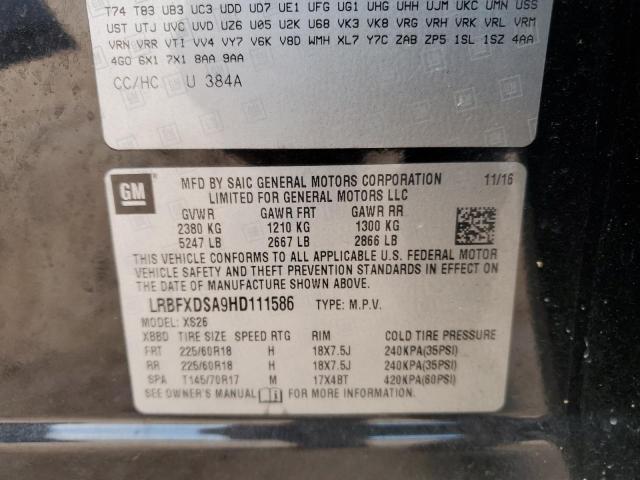 T74 T83 UB3 UC3 UDD UD7 UE1 UFG UG1 UHG UHR UJM UKC UMN USS
UST UTJ UVC UVD UZ6 U05 U2K U68 VK3 VK8 VRG VRH VRK VRL VRM
VRN VRR VTI VV4 VY7 V6K V8D WMH XL7 Y7C ZAB ZP5 1SL 1SZ 4AA
4G0 6X1 7X1 8AA 9AA
CC/HC U 384A
GM
MFD BY SAIC GENERAL MOTORS CORPORATION 11/16
LIMITED FOR GENERAL MOTORS LLC
GVWR GAWR FRT GAWR RR
2380 KG 1210 KG 1300 KG
5247 LB 2667 LB 2866 LB
THIS VEHICLE CONFORMS TO ALL APPLICABLE U.S. FEDERAL MOTOR
VEHICLE SAFETY AND THEFT PREVENTION STANDARDS IN EFFECT ON
THE DATE OF MANUFACTURE SHOWN ABOVE.
LRBFXDSA9HD111586 TYPE: M.P.V.
MODEL: XS26
XBBD TIRE SIZE SPEED RTG RIM COLD TIRE PRESSURE
FRT 225/60R18 H 18X7.5J 240KPA(35PSI)
RR 225/60R18 H 18X7.5J 240KPA(35PSI)
SPA T145/70R17 M 17X4BT 420KPA(60PSI)
SEE OWNER'S MANUAL FOR MORE INFORMATION.